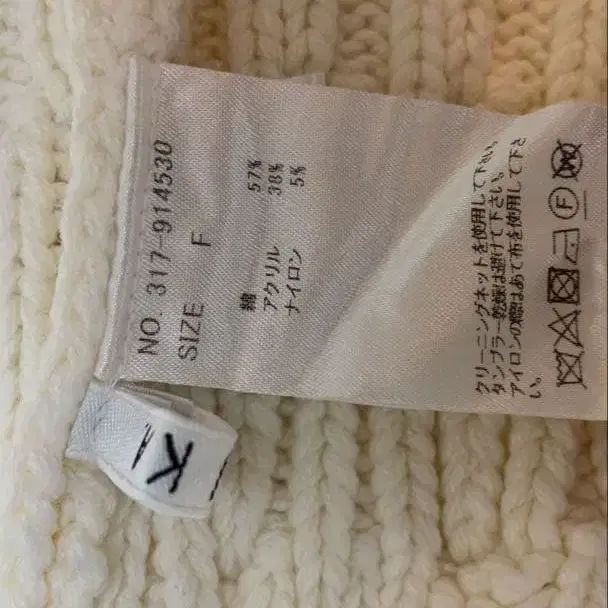 NO. 317-914530
SIZE F
綿 57%
アクリル 38%
ナイロン 5%
クリーニングネットを使用して下さい。
タンブラー乾燥は避けて下さい。
アイロンの際はあて布を使用して下さ
い。
F
W
K